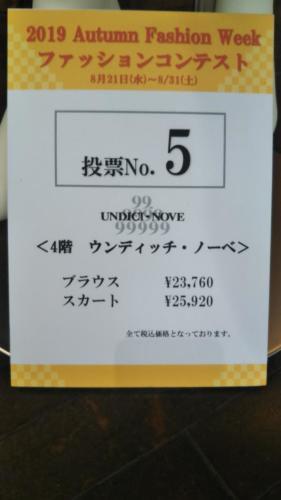 2019 Autumn Fashion Week
ファッションコンテスト
8月21日(水)～8/31(土)
投票No. 5
99
UNDICI - NOVE
99999
＜4階　ウンディッチ・ノーベ＞
ブラウス　¥23,760
スカート　¥25,920
全て税込価格となっております。